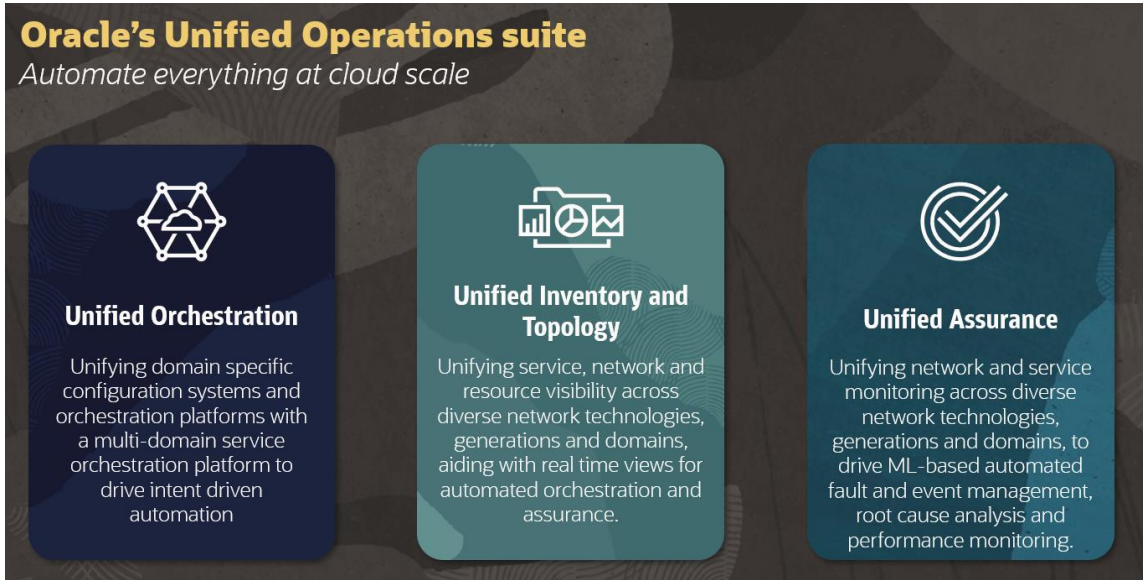 Oracle's Unified Operations suite
Automate everything at cloud scale
Unified Orchestration
Unifying domain specific
configuration systems and
orchestration platforms with
a multi-domain service
orchestration platform to
drive intent driven
automation
Unified Inventory and
Topology
Unifying service, network and
resource visibility across
diverse network technologies,
generations and domains,
aiding with real time views for
automated orchestration and
assurance.
Unified Assurance
Unifying network and service
monitoring across diverse
network technologies,
generations and domains, to
drive ML-based automated
fault and event management,
root cause analysis and
performance monitoring.